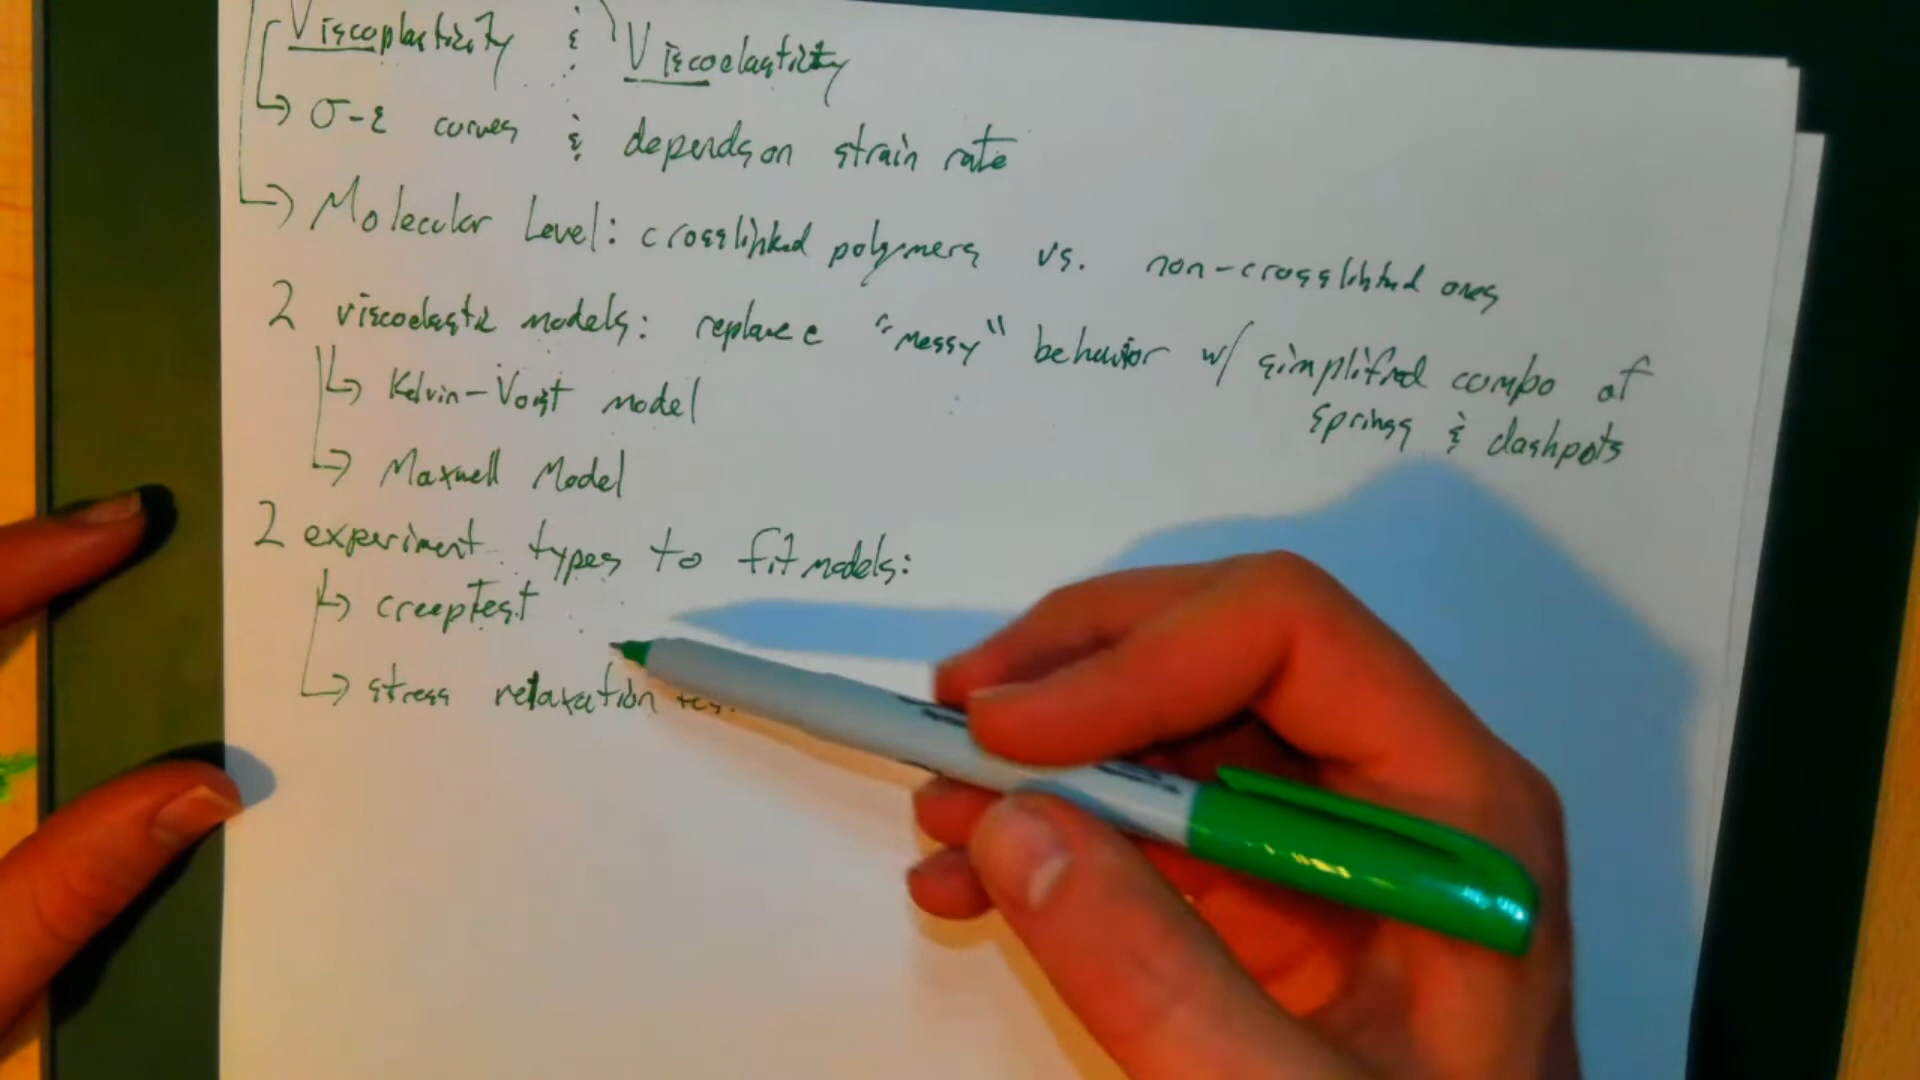 Viscoplasticity & Viscoelasticity
↳ σ-ε curves & depends on strain rate
↳ Molecular Level: crosslinked polymers vs. non-crosslinked ones
2 viscoelastic models: replace "messy" behavior w/ simplified combo of
springs & dashpots
↳ Kelvin-Voigt model
↳ Maxwell Model
2 experiment types to fit models:
↳ creep Test
↳ stress relaxation